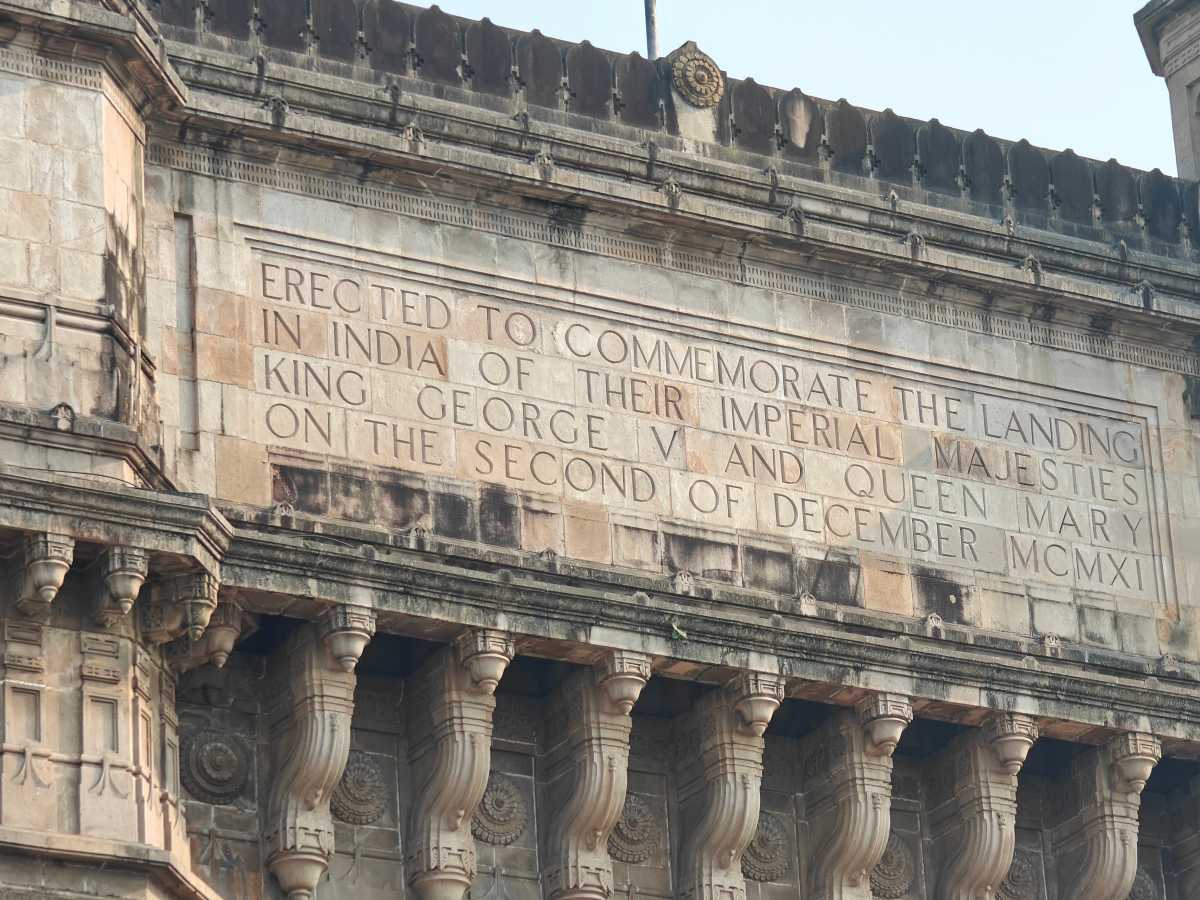 ERECTED TO COMMEMORATE THE LANDING
IN INDIA OF THEIR IMPERIAL MAJESTIES
KING GEORGE V AND QUEEN MARY
ON THE SECOND OF DECEMBER MCMXI